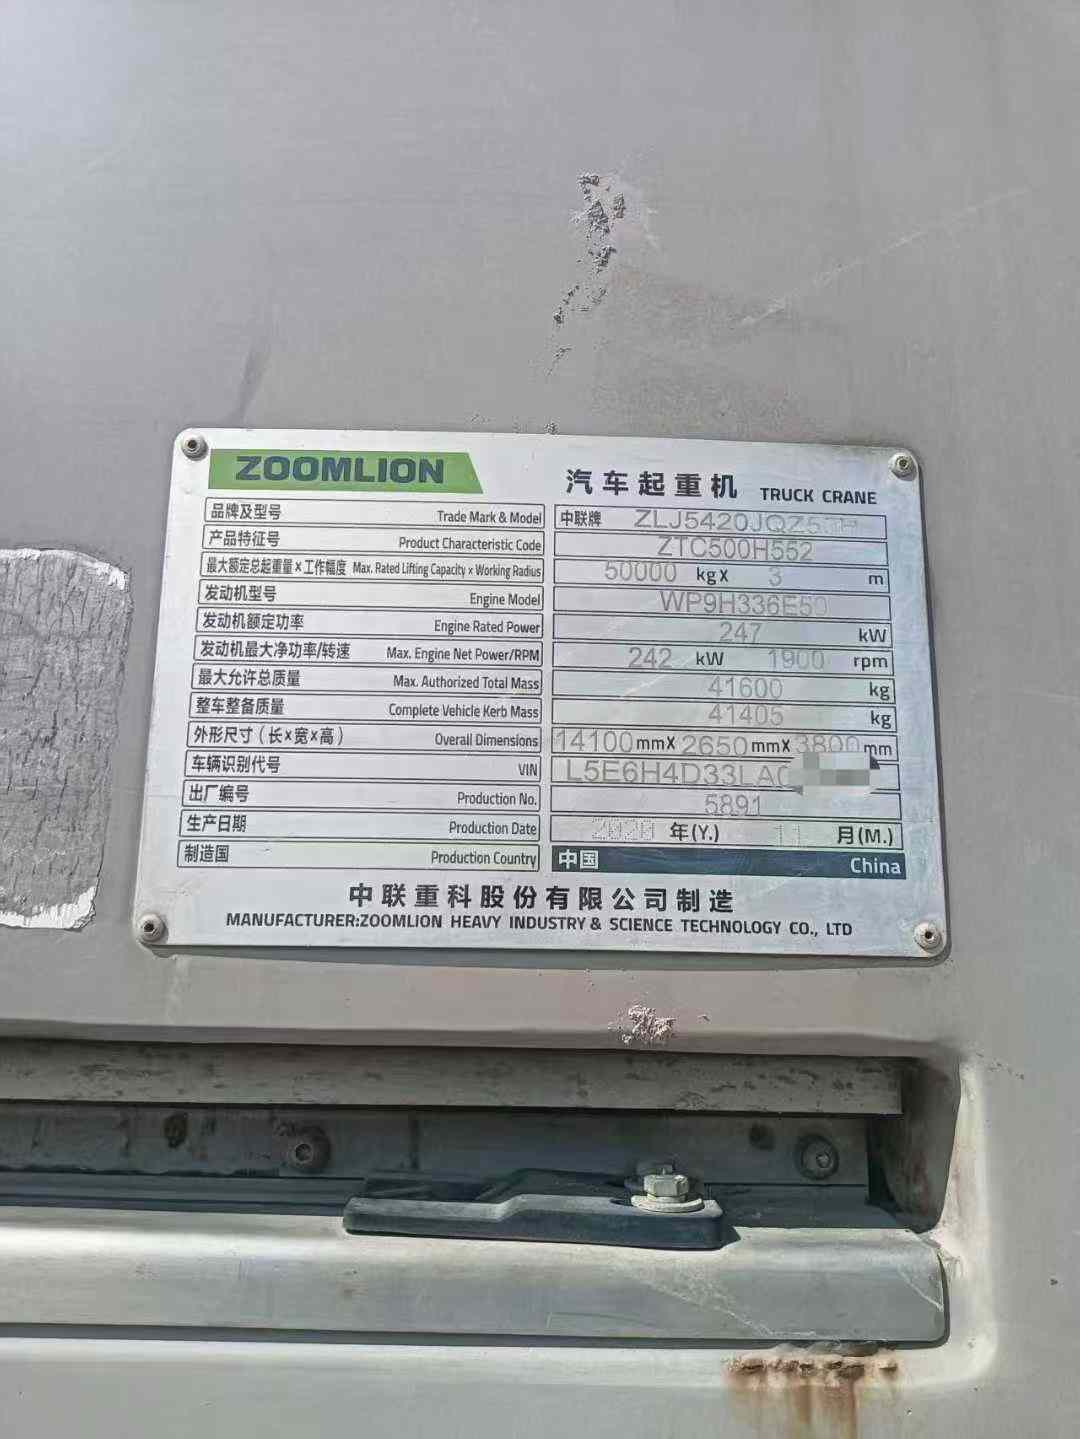 ZOOMLION 汽车起重机 TRUCK CRANE
品牌及型号 Trade Mark & Model 中联牌 ZLJ5420JQZ5
产品特征号 Product Characteristic Code ZTC500H552
最大额定总起重量×工作幅度 Max. Rated Lifting Capacity × Working Radius 50000 kg X 3 m
发动机型号 Engine Model WP9H336E50
发动机额定功率 Engine Rated Power 247 kW
发动机最大净功率/转速 Max. Engine Net Power/RPM 242 kW 1900 rpm
最大允许总质量 Max. Authorized Total Mass 41600 kg
整车整备质量 Complete Vehicle Kerb Mass 41405 kg
外形尺寸(长×宽×高) Overall Dimensions 14100 mm X 2650 mm X 3800 mm
车辆识别代号 VIN L5E6H4D33LA0
出厂编号 Production No. 5891
生产日期 Production Date 2020 年(Y.) 11 月(M.)
制造国 Production Country 中国 China
中联重科股份有限公司制造
MANUFACTURER:ZOOMLION HEAVY INDUSTRY & SCIENCE TECHNOLOGY CO., LTD